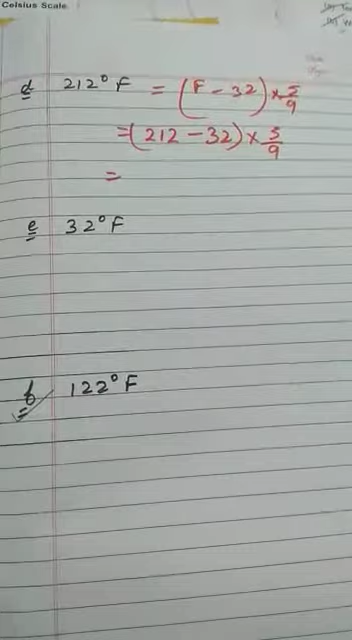 Celsius Scale
d 212° F = (F - 32) × 5/9
= (212 - 32) × 5/9
=
e 32° F
f 122° F